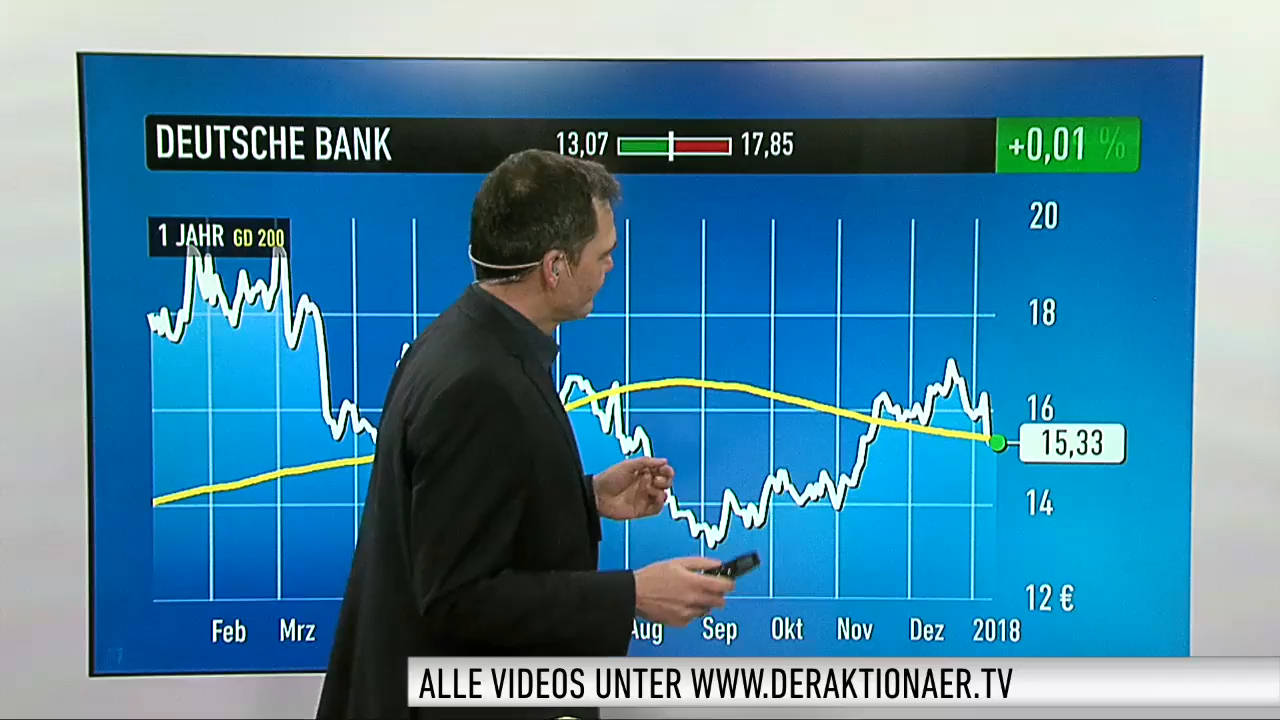 DEUTSCHE BANK 13,07 17,85 +0,01 %
1 JAHR GD 200
20
18
16
15,33
14
12 €
Feb Mrz Aug Sep Okt Nov Dez 2018
ALLE VIDEOS UNTER WWW.DERAKTIONAER.TV